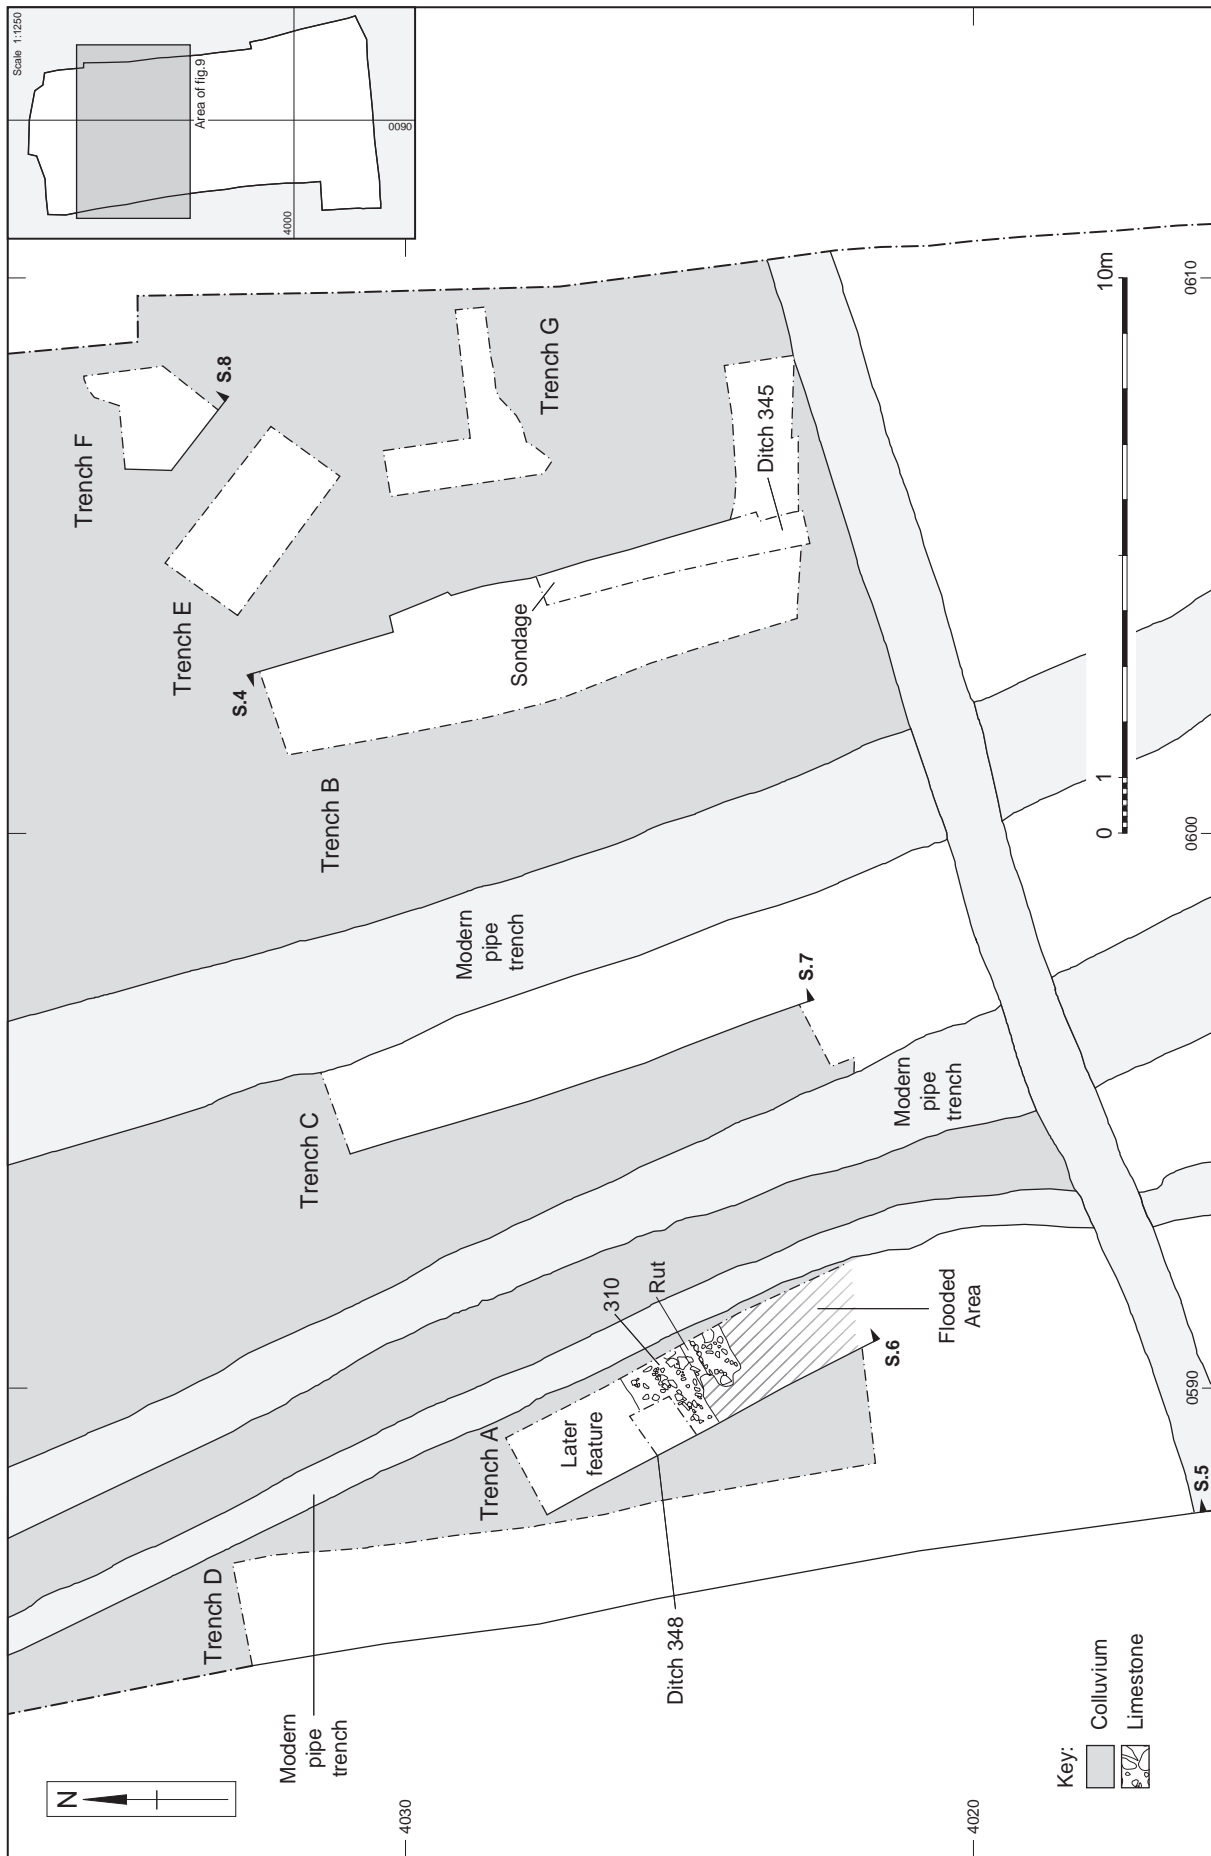 Scale 1:1250
Area of fig.9
4000
0090
Trench F
S.8
Trench E
Trench G
S.4
Sondage
Ditch 345
Trench B
Modern
pipe
trench
Trench C
S.7
Modern
pipe
trench
310
Rut
Trench A
Later
feature
Flooded
Area
S.6
Trench D
Ditch 348
Modern
pipe
trench
S.5
0
1
10m
0610
0600
0590
4030
4020
N
Key:
Colluvium
Limestone